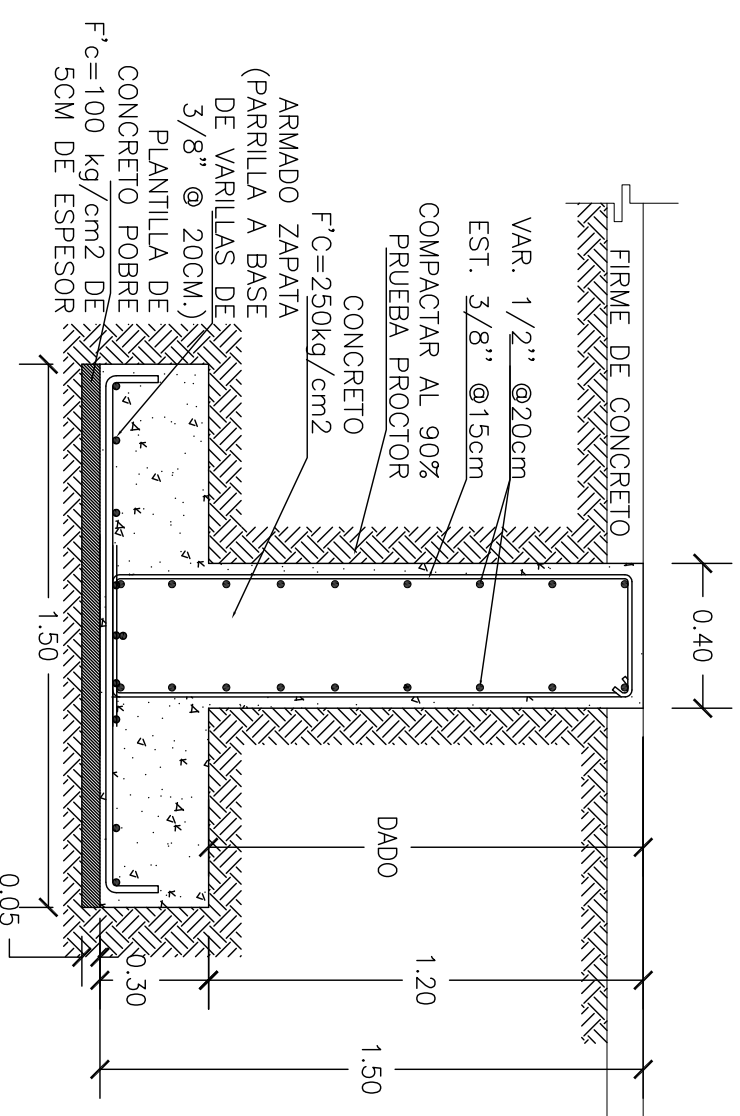 FIRME DE CONCRETO
VAR. 1/2'' @20cm
EST. 3/8'' @15cm
COMPACTAR AL 90%
PRUEBA PROCTOR
CONCRETO
F'C=250kg/cm2
ARMADO ZAPATA
(PARRILLA A BASE
DE VARILLAS DE
3/8'' @ 20CM.)
PLANTILLA DE
CONCRETO POBRE
F'c=100 kg/cm2 DE
5CM DE ESPESOR
0.40
DADO
1.20
1.50
0.30
0.05
1.50